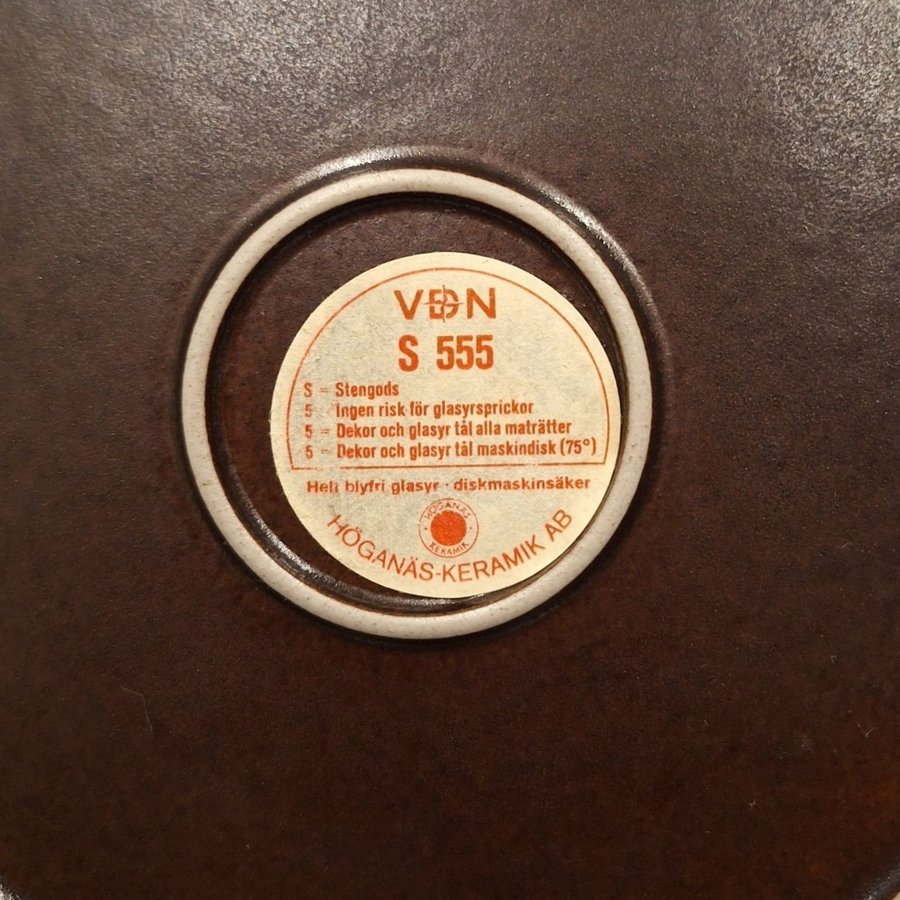 VDN
S 555
S = Stengods
5 = Ingen risk för glasyrsprickor
5 = Dekor och glasyr tål alla maträtter
5 = Dekor och glasyr tål maskindisk (75°)
Helt blyfri glasyr · diskmaskinsäker
HÖGANÄS
KERAMIK
HÖGANÄS-KERAMIK AB